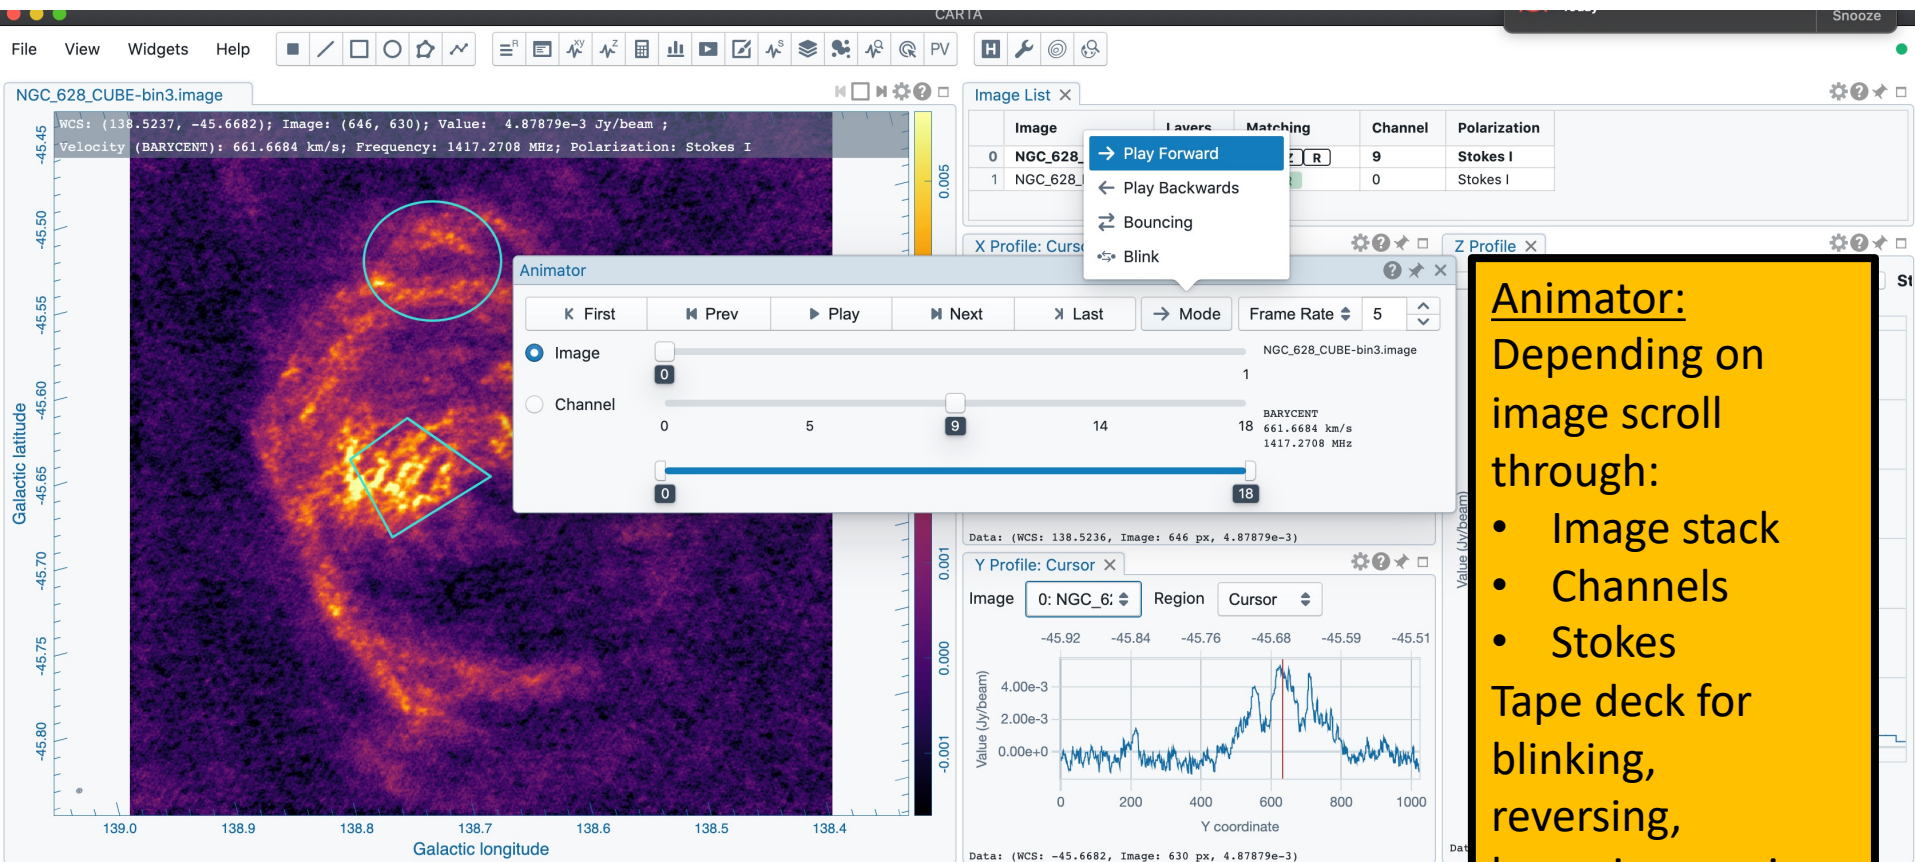 CARTA
Snooze
File View Widgets Help
PV
NGC_628_CUBE-bin3.image
WCS: (138.5237, -45.6682); Image: (646, 630); Value: 4.87879e-3 Jy/beam ;
Velocity (BARYCENT): 661.6684 km/s; Frequency: 1417.2708 MHz; Polarization: Stokes I
-45.45
-45.50
-45.55
-45.60
-45.65
-45.70
-45.75
-45.80
Galactic latitude
139.0 138.9 138.8 138.7 138.6 138.5 138.4
Galactic longitude
0.005
0.001
0.000
-0.001
Image List
Image Layers Matching Channel Polarization
0 NGC_628_ Z R 9 Stokes I
1 NGC_628_ 0 Stokes I
Play Forward
Play Backwards
Bouncing
Blink
X Profile: Curs
Z Profile
Animator
First Prev Play Next Last Mode Frame Rate 5
Image
0 1
NGC_628_CUBE-bin3.image
Channel
0 5 9 14 18
BARYCENT
661.6684 km/s
1417.2708 MHz
0 18
Data: (WCS: 138.5236, Image: 646 px, 4.87879e-3)
Y Profile: Cursor
Image 0: NGC_6 Region Cursor
-45.92 -45.84 -45.76 -45.68 -45.59 -45.51
4.00e-3
2.00e-3
0.00e+0
Value (Jy/beam)
0 200 400 600 800 1000
Y coordinate
Data: (WCS: -45.6682, Image: 630 px, 4.87879e-3)
Value (Jy/beam)
St
Dat
Animator:
Depending on
image scroll
through:
• Image stack
• Channels
• Stokes
Tape deck for
blinking,
reversing,